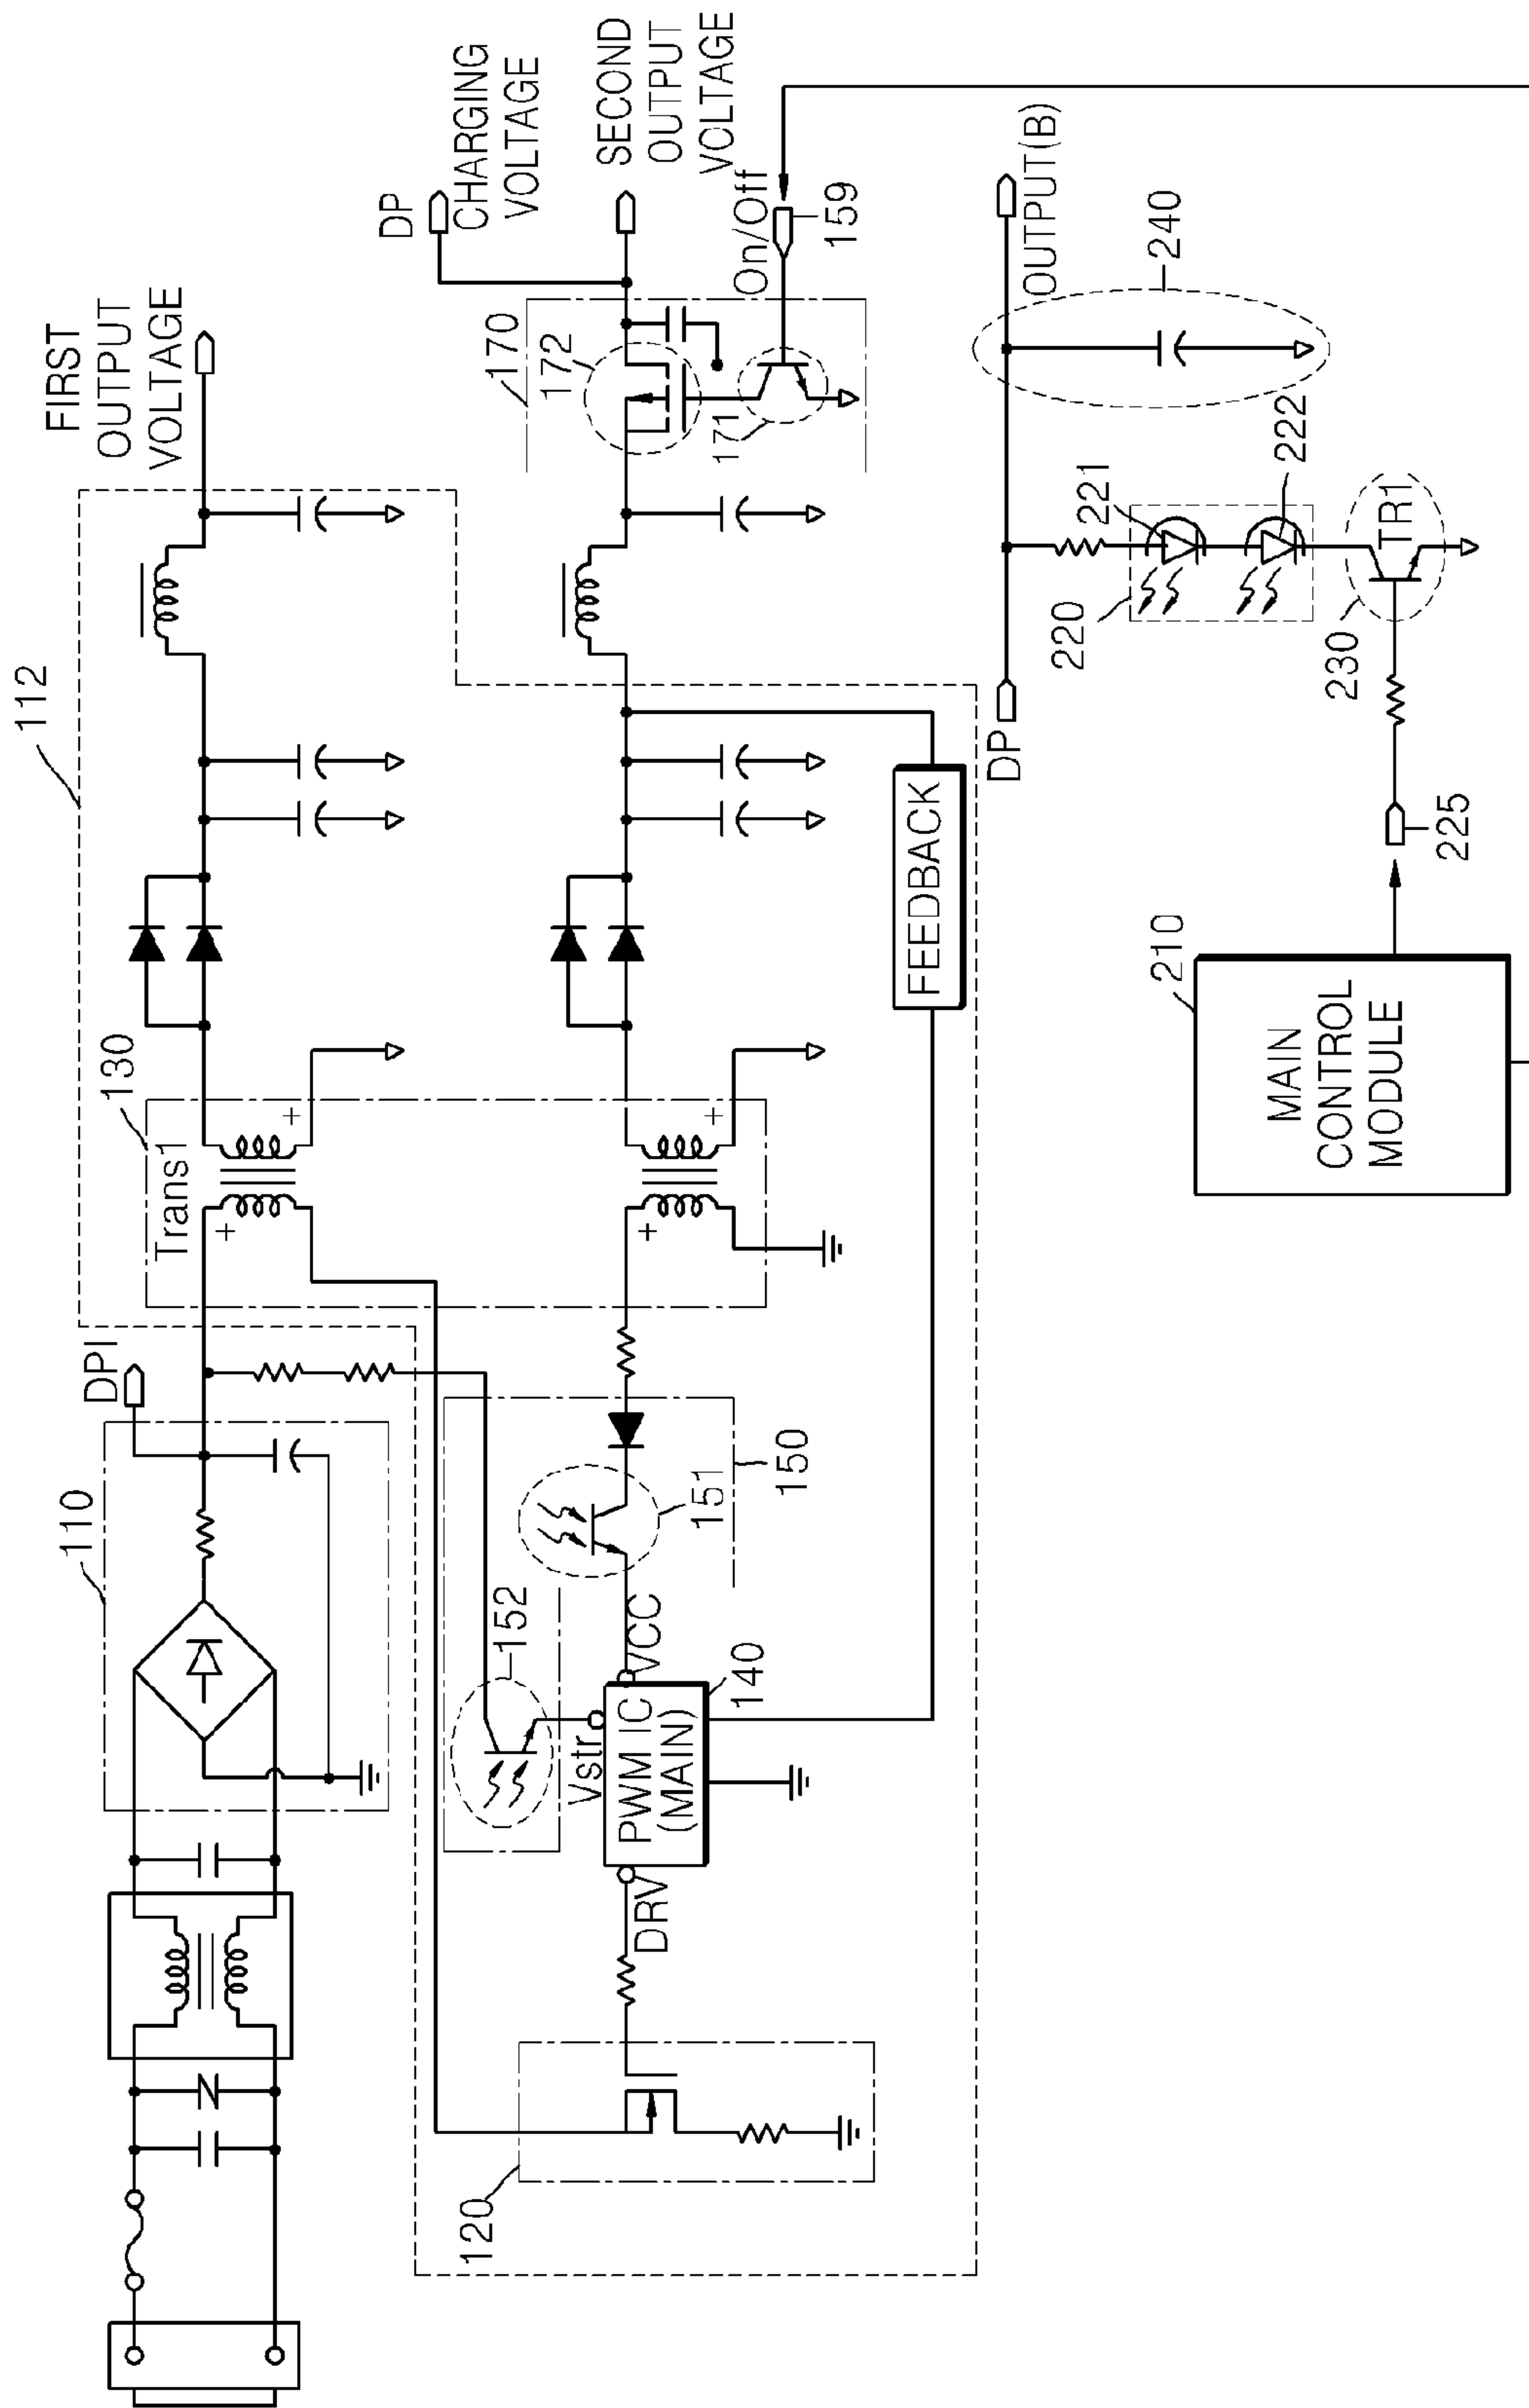 FIRST
OUTPUT
VOLTAGE
DP
CHARGING
VOLTAGE
SECOND
OUTPUT
VOLTAGE
112
170
172
171
On/Off
159
130
Trans1
+
+
+
+
110
DPI
150
151
152
VCC
Vstr
PWM IC
(MAIN)
140
DRV
120
FEEDBACK
DP
OUTPUT(B)
240
220
221
222
230
TR1
225
210
MAIN
CONTROL
MODULE